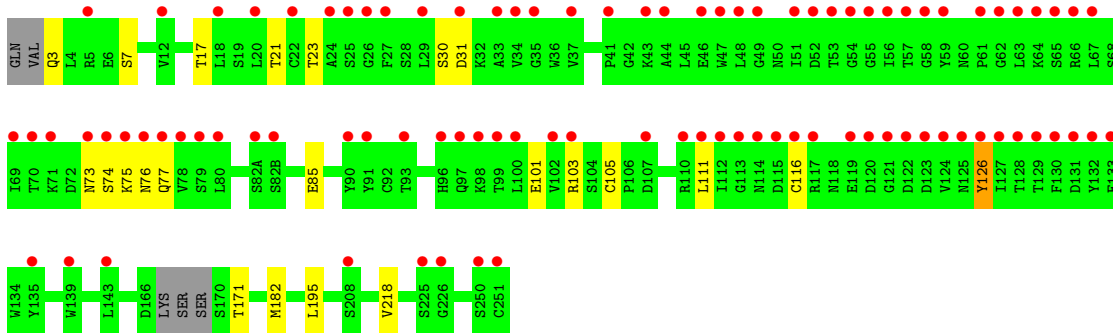 GLN VAL Q3 L4 R5 E6 S7 V12 T17 L18 S19 L20 T21 C22 T23 A24 S25 G26 F27 S28 L29 S30 D31 K32 A33 V34 G35 W36 V37 P41 G42 K43 A44 L45 E46 W47 L48 G49 N50 I51 D52 T53 G54 G55 I56 T57 G58 Y59 N60 P61 G62 L63 K64 S65 R66 L67 S68
I69 T70 K71 D72 N73 S74 K75 N76 Q77 V78 S79 L80 S82A S82B E85 Y90 Y91 C92 T93 H96 Q97 K98 T99 L100 E101 V102 R103 S104 C105 P106 D107 R110 L111 I112 G113 N114 D115 C116 R117 N118 E119 D120 G121 D122 D123 V124 N125 Y126 I127 T128 T129 F130 D131 Y132 E133
W134 Y135 W139 L143 D166 LYS SER SER S170 T171 M182 L195 V218 S208 S225 G226 S250 C251